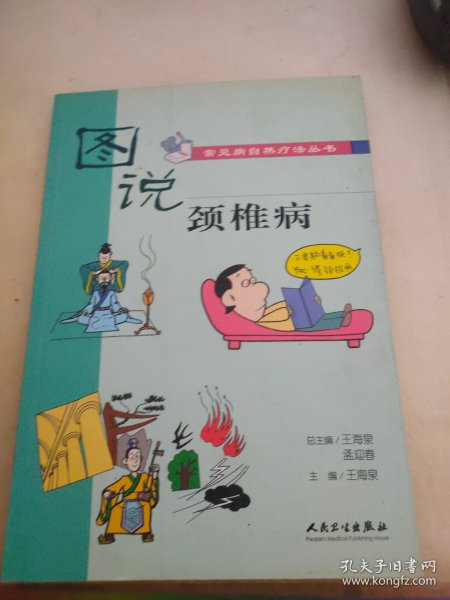 图说
常见病自然疗法丛书
颈椎病
总主编/王海泉
孟迎春
主 编/王海泉
人民卫生出版社
People's Medical Publishing House
孔夫子旧书网
www.kongfz.com